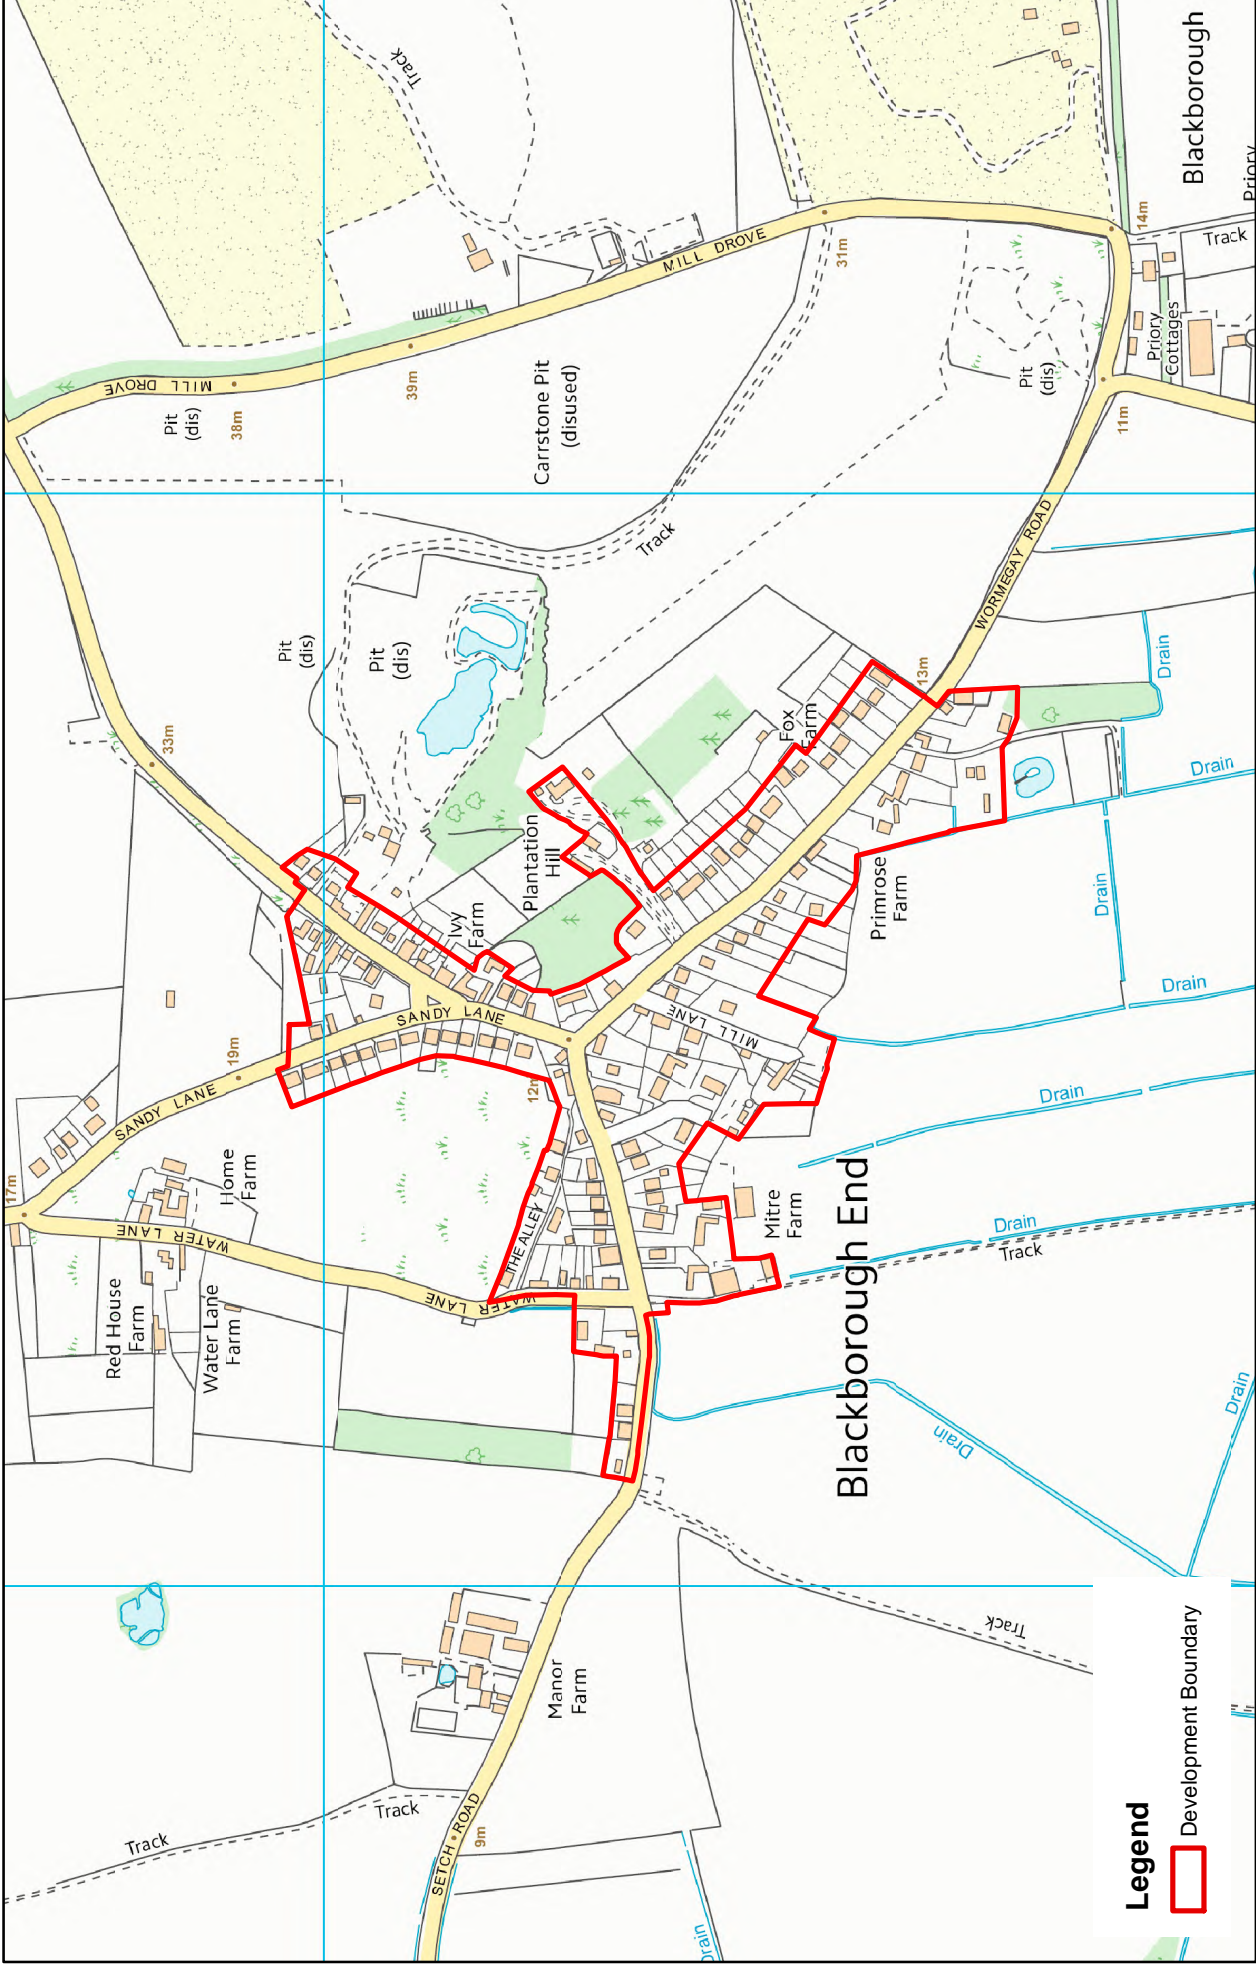 Track
Blackborough
Priory
MILL DROVE
31m
14m
Track
Priory
Cottages
MILL DROVE
Pit
(dis)
38m
39m
Carrstone Pit
(disused)
Pit
(dis)
11m
Track
WORMEGAY ROAD
Pit
(dis)
Pit
(dis)
33m
Fox
Farm
13m
Drain
Drain
Plantation
Hill
Ivy
Farm
Primrose
Farm
Drain
Drain
SANDY LANE
MILL LANE
19m
SANDY LANE
12m
Drain
17m
Home
Farm
WATER LANE
THE ALLEY
Mitre
Farm
Drain
Track
WATER LANE
WATER LANE
Red House
Farm
Water Lane
Farm
Blackborough End
Drain
Drain
Track
Manor
Farm
Track
Track
SETCH ROAD
9m
Drain
Legend
Development Boundary